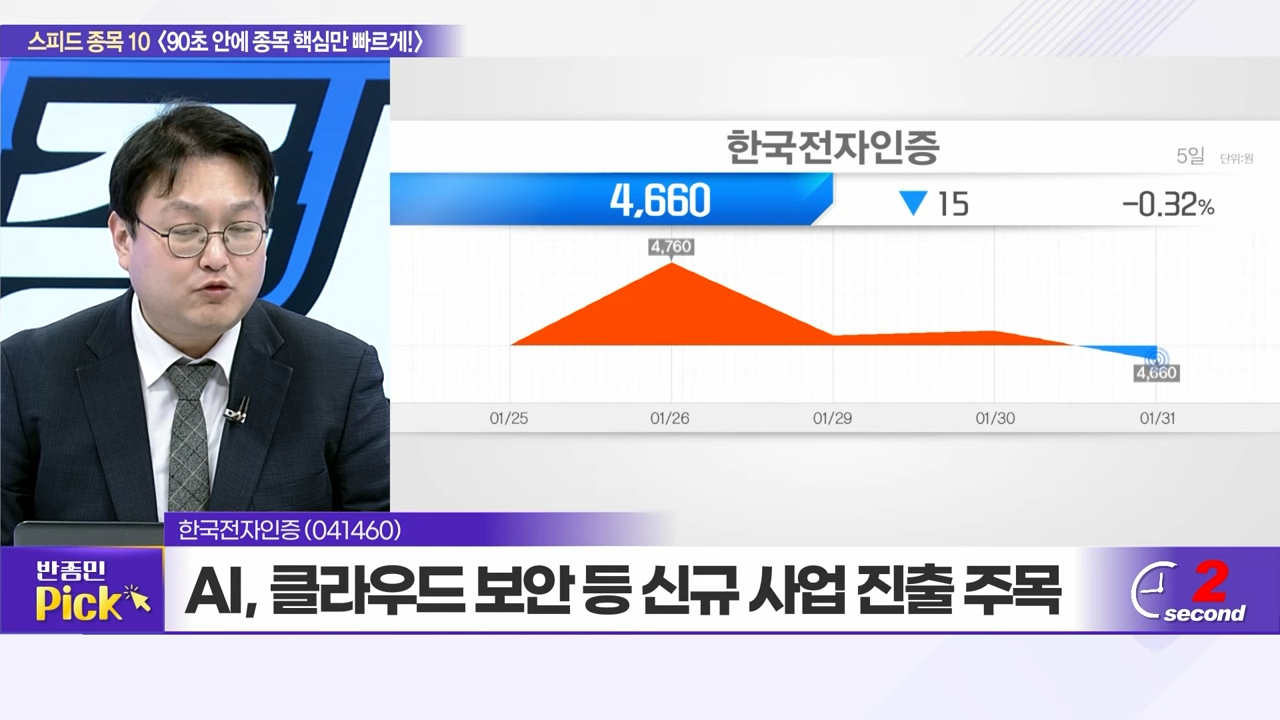 스피드 종목 10 〈90초 안에 종목 핵심만 빠르게!〉
한국전자인증
5일 단위:원
4,660 ▼ 15 -0.32%
4,760
4,660
01/25 01/26 01/29 01/30 01/31
한국전자인증(041460)
반종민
Pick
AI, 클라우드 보안 등 신규 사업 진출 주목
2
second